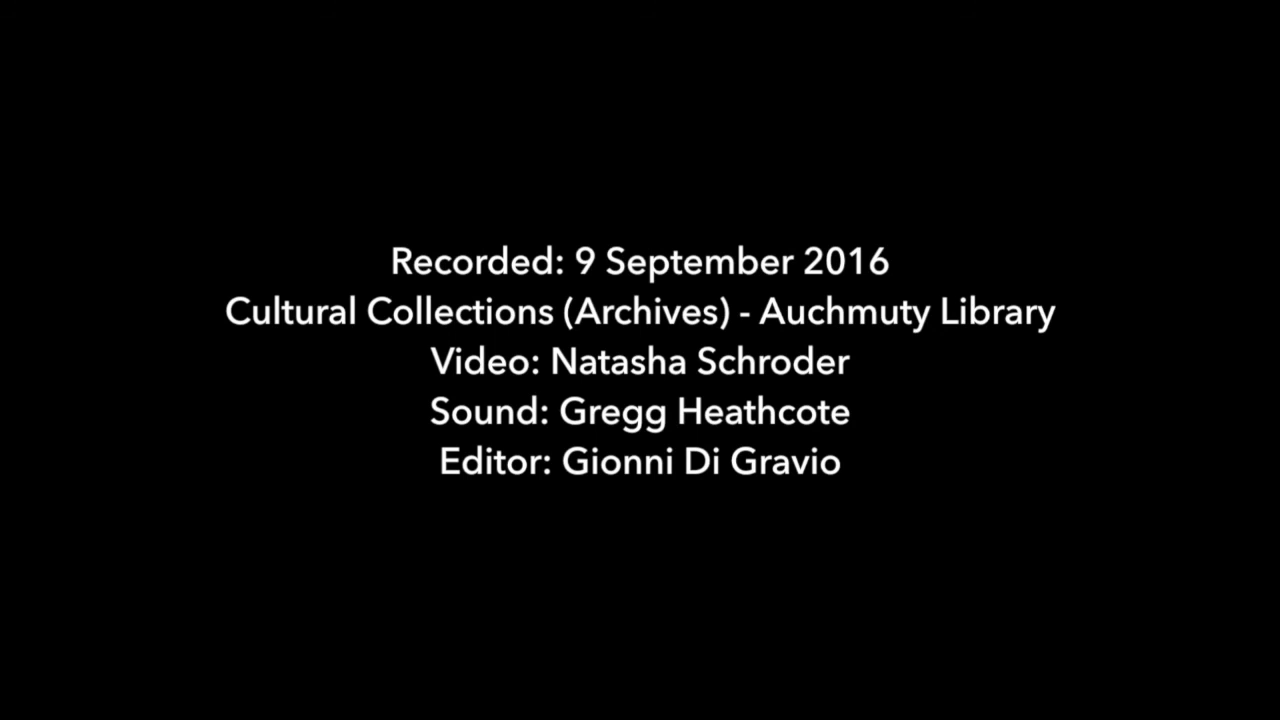 Recorded: 9 September 2016
Cultural Collections (Archives) - Auchmuty Library
Video: Natasha Schroder
Sound: Gregg Heathcote
Editor: Gionni Di Gravio